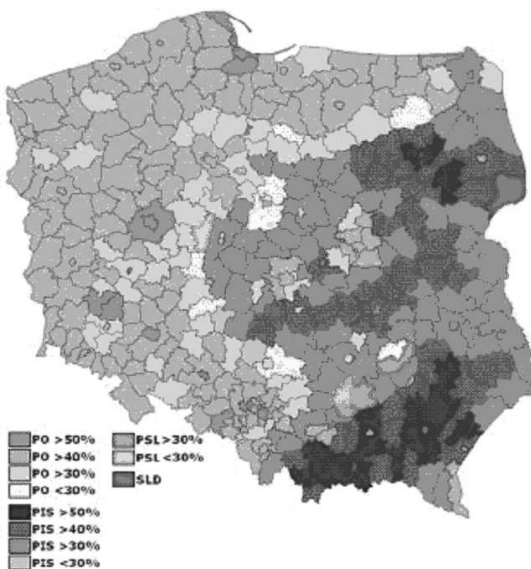 PO >50%
PO >40%
PO >30%
PO <30%
PIS >50%
PIS >40%
PIS >30%
PIS <30%
PSL>30%
PSL<30%
SLD